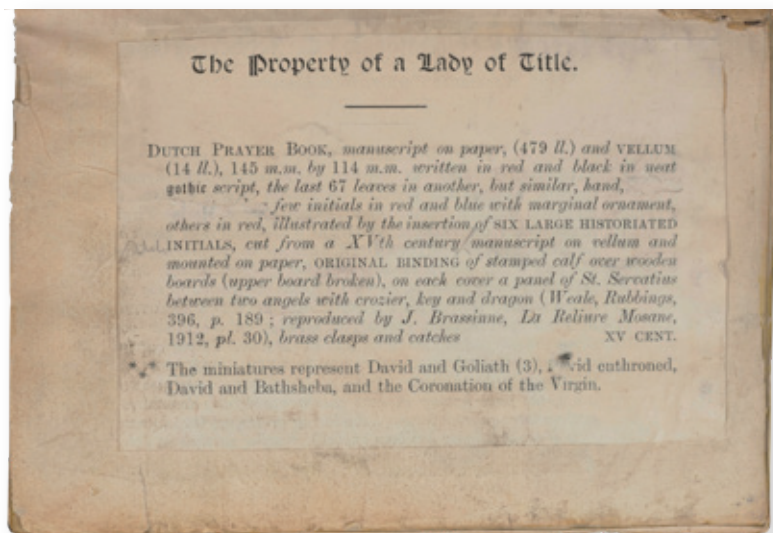 The Property of a Lady of Title.
DUTCH PRAYER BOOK, manuscript on paper, (479 ll.) and VELLUM
(14 ll.), 145 m.m. by 114 m.m. written in red and black in neat
gothic script, the last 67 leaves in another, but similar, hand,
few initials in red and blue with marginal ornament,
others in red, illustrated by the insertion of SIX LARGE HISTORIATED
INITIALS, cut from a XVth century manuscript on vellum and
mounted on paper, ORIGINAL BINDING of stamped calf over wooden
boards (upper board broken), on each cover a panel of St. Servatius
between two angels with crozier, key and dragon (Weale, Rubbings,
396, p. 189 ; reproduced by J. Brassinne, La Reliure Mosane,
1912, pl. 30), brass clasps and catches XV CENT.
The miniatures represent David and Goliath (3), enthroned,
David and Bathsheba, and the Coronation of the Virgin.